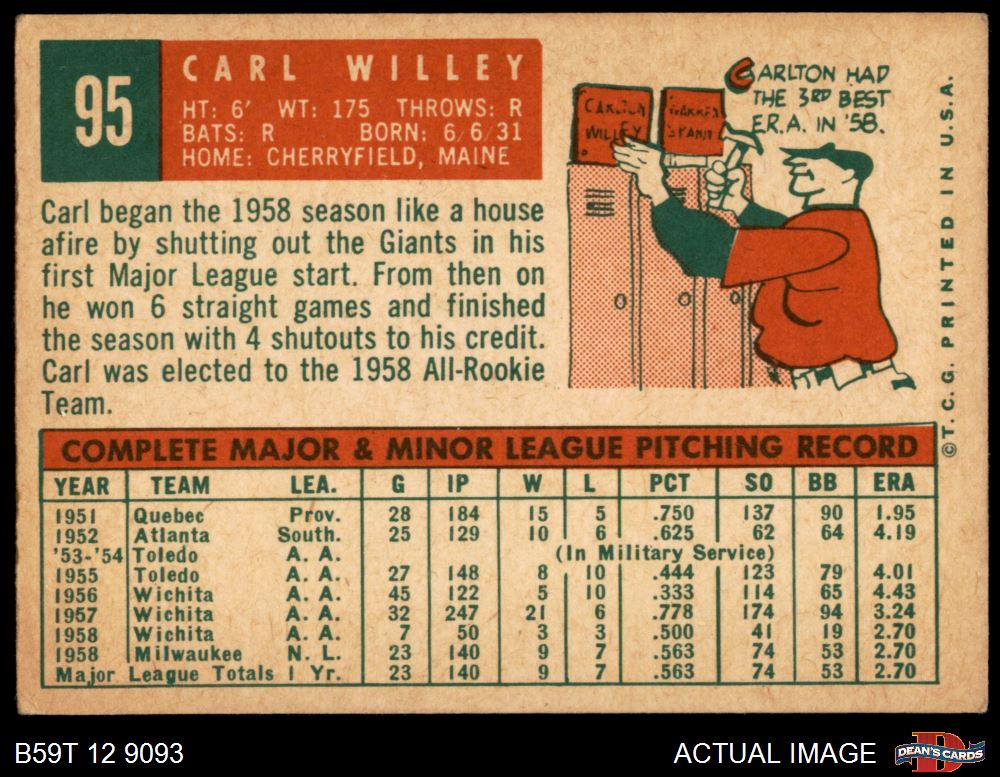 95
CARL WILLEY
HT: 6' WT: 175 THROWS: R
BATS: R BORN: 6/6/31
HOME: CHERRYFIELD, MAINE
Carl began the 1958 season like a house
afire by shutting out the Giants in his
first Major League start. From then on
he won 6 straight games and finished
the season with 4 shutouts to his credit.
Carl was elected to the 1958 All-Rookie
Team.
CARLTON HAD
THE 3RD BEST
E.R.A. IN '58.
CARLTON
WILLEY
WARREN
SPAHN
©T. C. G. PRINTED IN U.S.A.
COMPLETE MAJOR & MINOR LEAGUE PITCHING RECORD
YEAR TEAM LEA. G IP W L PCT SO BB ERA
1951 Quebec Prov. 28 184 15 5 .750 137 90 1.95
1952 Atlanta South. 25 129 10 6 .625 62 64 4.19
'53-'54 Toledo A. A. (In Military Service)
1955 Toledo A. A. 27 148 8 10 .444 123 79 4.01
1956 Wichita A. A. 45 122 5 10 .333 114 65 4.43
1957 Wichita A. A. 32 247 21 6 .778 174 94 3.24
1958 Wichita A. A. 7 50 3 3 .500 41 19 2.70
1958 Milwaukee N. L. 23 140 9 7 .563 74 53 2.70
Major League Totals 1 Yr. 23 140 9 7 .563 74 53 2.70
B59T 12 9093
ACTUAL IMAGE
DEAN'S CARDS